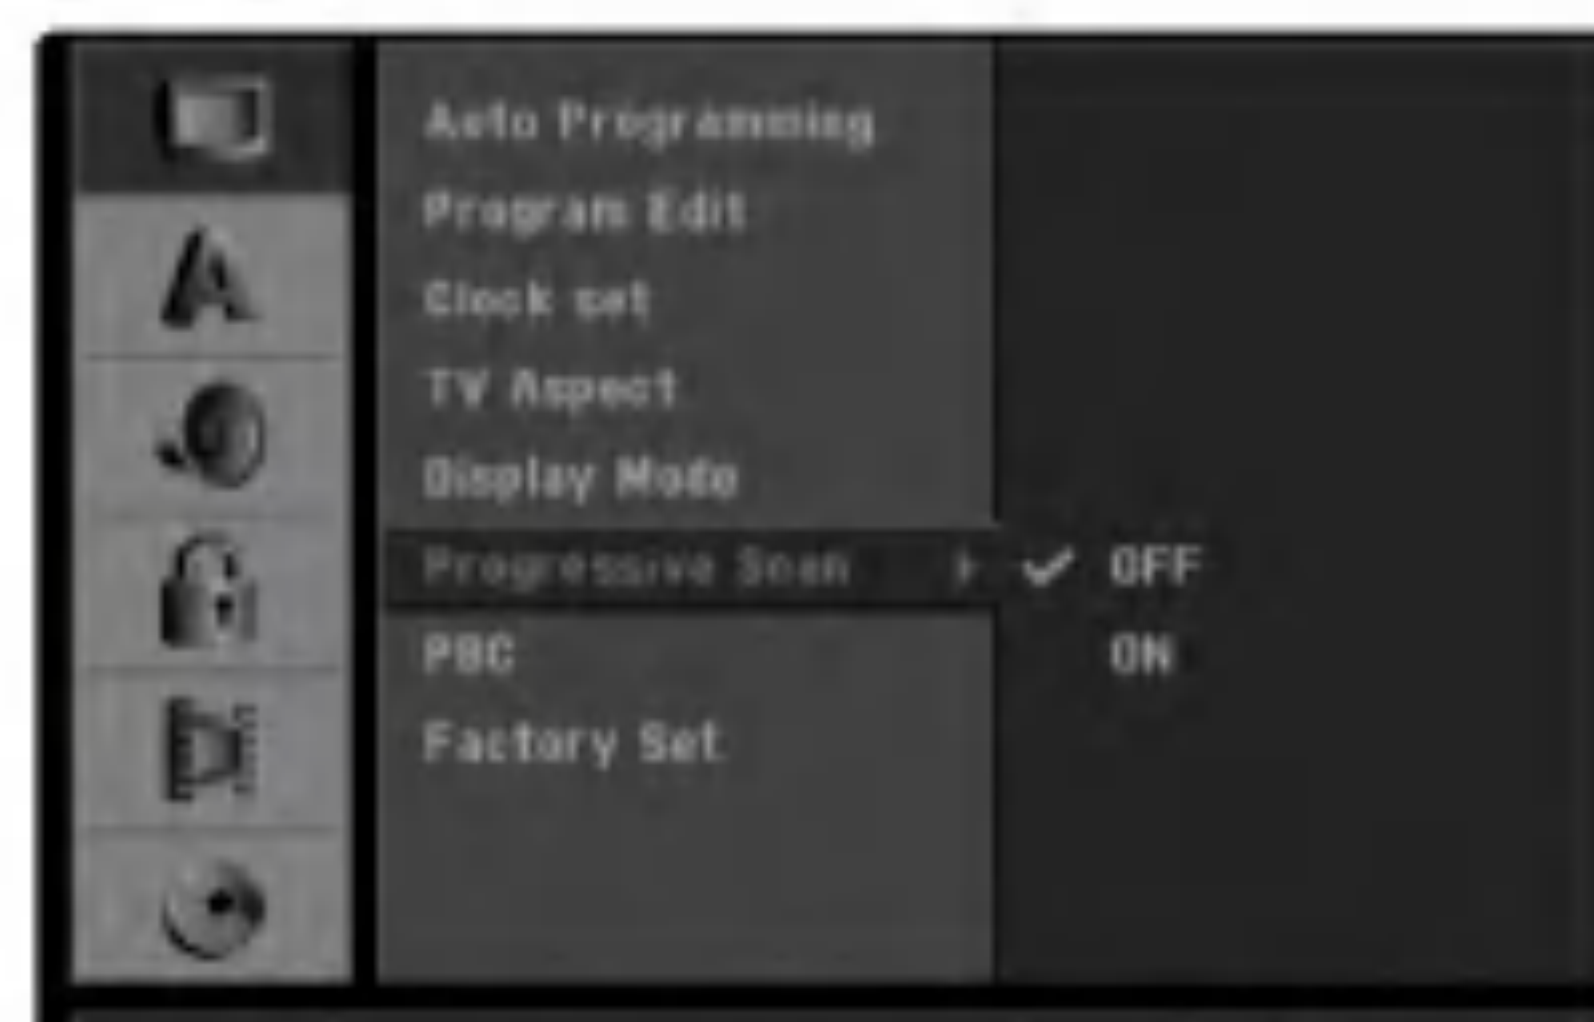 Auto Programming
Program Edit
Clock set
TV Aspect
Display Mode
Progressive Scan
OFF
ON
PBC
Factory Set